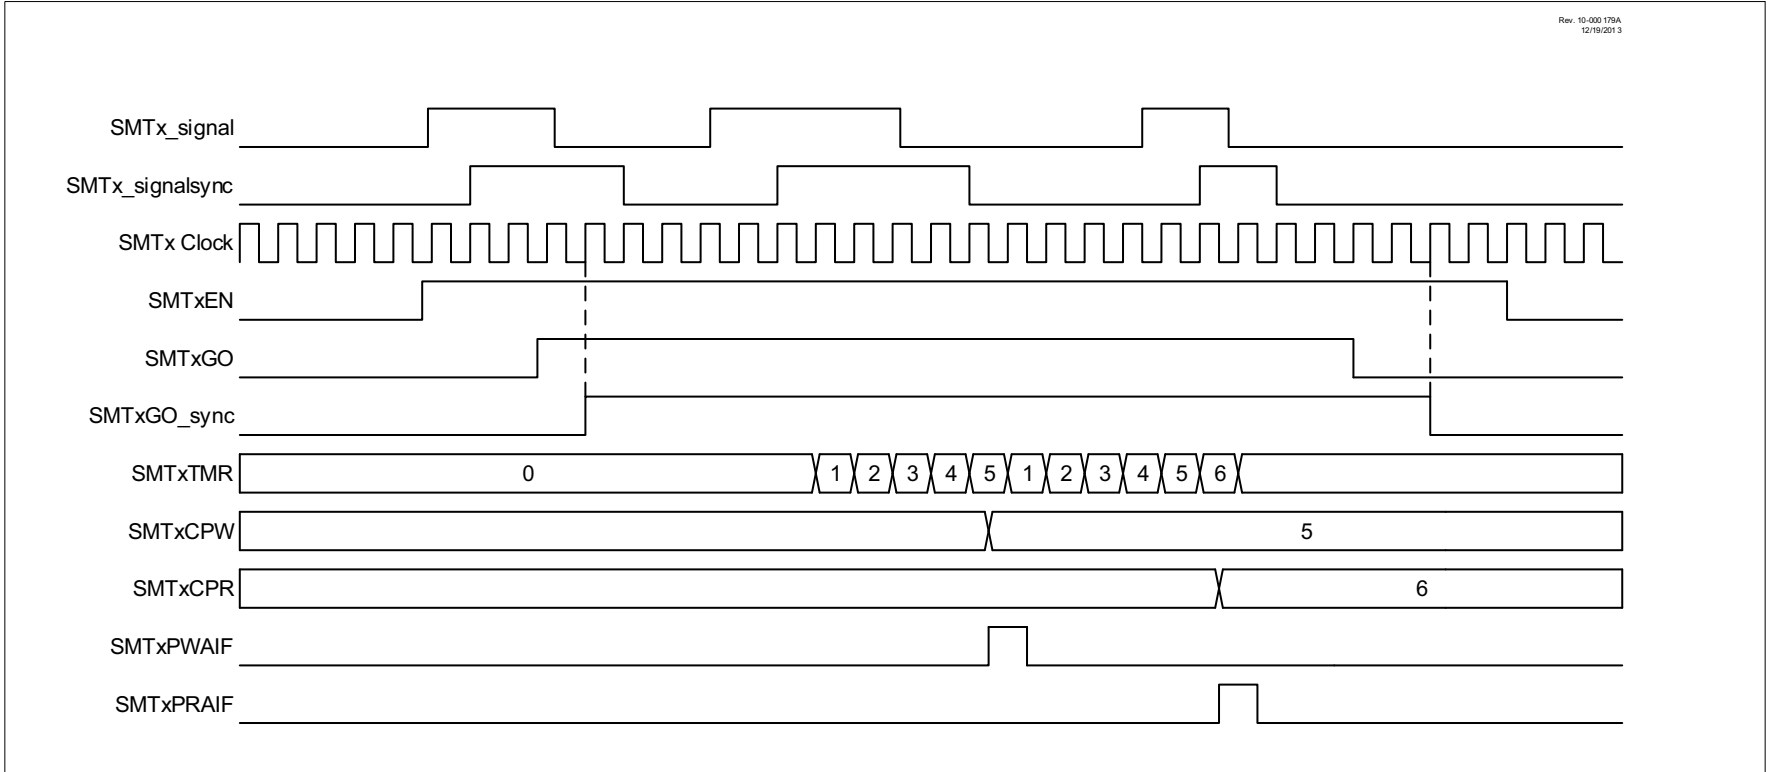 Rev. 10-000 179A
12/19/201 3
SMTx_signal
SMTx_signalsync
SMTx Clock
SMTxEN
SMTxGO
SMTxGO_sync
SMTxTMR 0 1 2 3 4 5 1 2 3 4 5 6
SMTxCPW 5
SMTxCPR 6
SMTxPWAIF
SMTxPRAIF